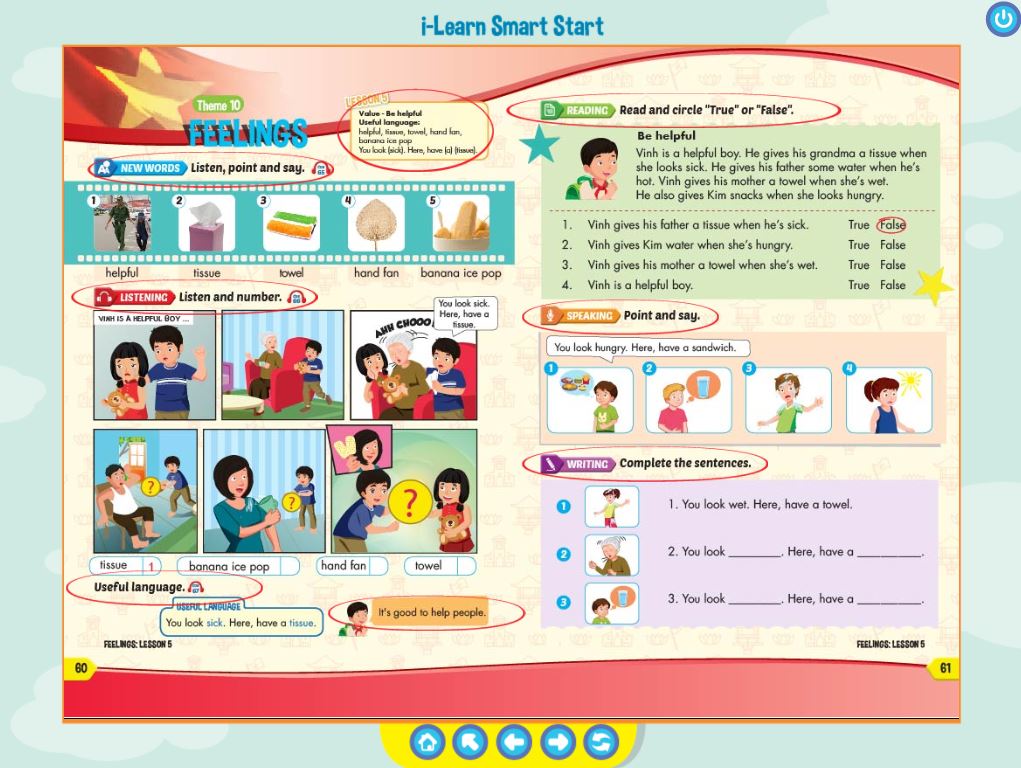 i-Learn Smart Start
Theme 10
FEELINGS
LESSON 5
Value - Be helpful
Useful language:
helpful, tissue, towel, hand fan,
banana ice pop
You look (sick). Here, have (a) (tissue).
NEW WORDS Listen, point and say.
1 2 3 4 5
helpful tissue towel hand fan banana ice pop
LISTENING Listen and number.
VINH IS A HELPFUL BOY ...
AHH CHOOO!
You look sick.
Here, have a
tissue.
? ? ?
tissue 1 banana ice pop hand fan towel
Useful language.
USEFUL LANGUAGE
You look sick. Here, have a tissue.
It's good to help people.
FEELINGS: LESSON 5
60
READING Read and circle "True" or "False".
Be helpful
Vinh is a helpful boy. He gives his grandma a tissue when
she looks sick. He gives his father some water when he's
hot. Vinh gives his mother a towel when she's wet.
He also gives Kim snacks when she looks hungry.
1. Vinh gives his father a tissue when he's sick. True False
2. Vinh gives Kim water when she's hungry. True False
3. Vinh gives his mother a towel when she's wet. True False
4. Vinh is a helpful boy. True False
SPEAKING Point and say.
You look hungry. Here, have a sandwich.
1 2 3 4
WRITING Complete the sentences.
1 1. You look wet. Here, have a towel.
2 2. You look ________. Here, have a __________.
3 3. You look ________. Here, have a __________.
FEELINGS: LESSON 5
61